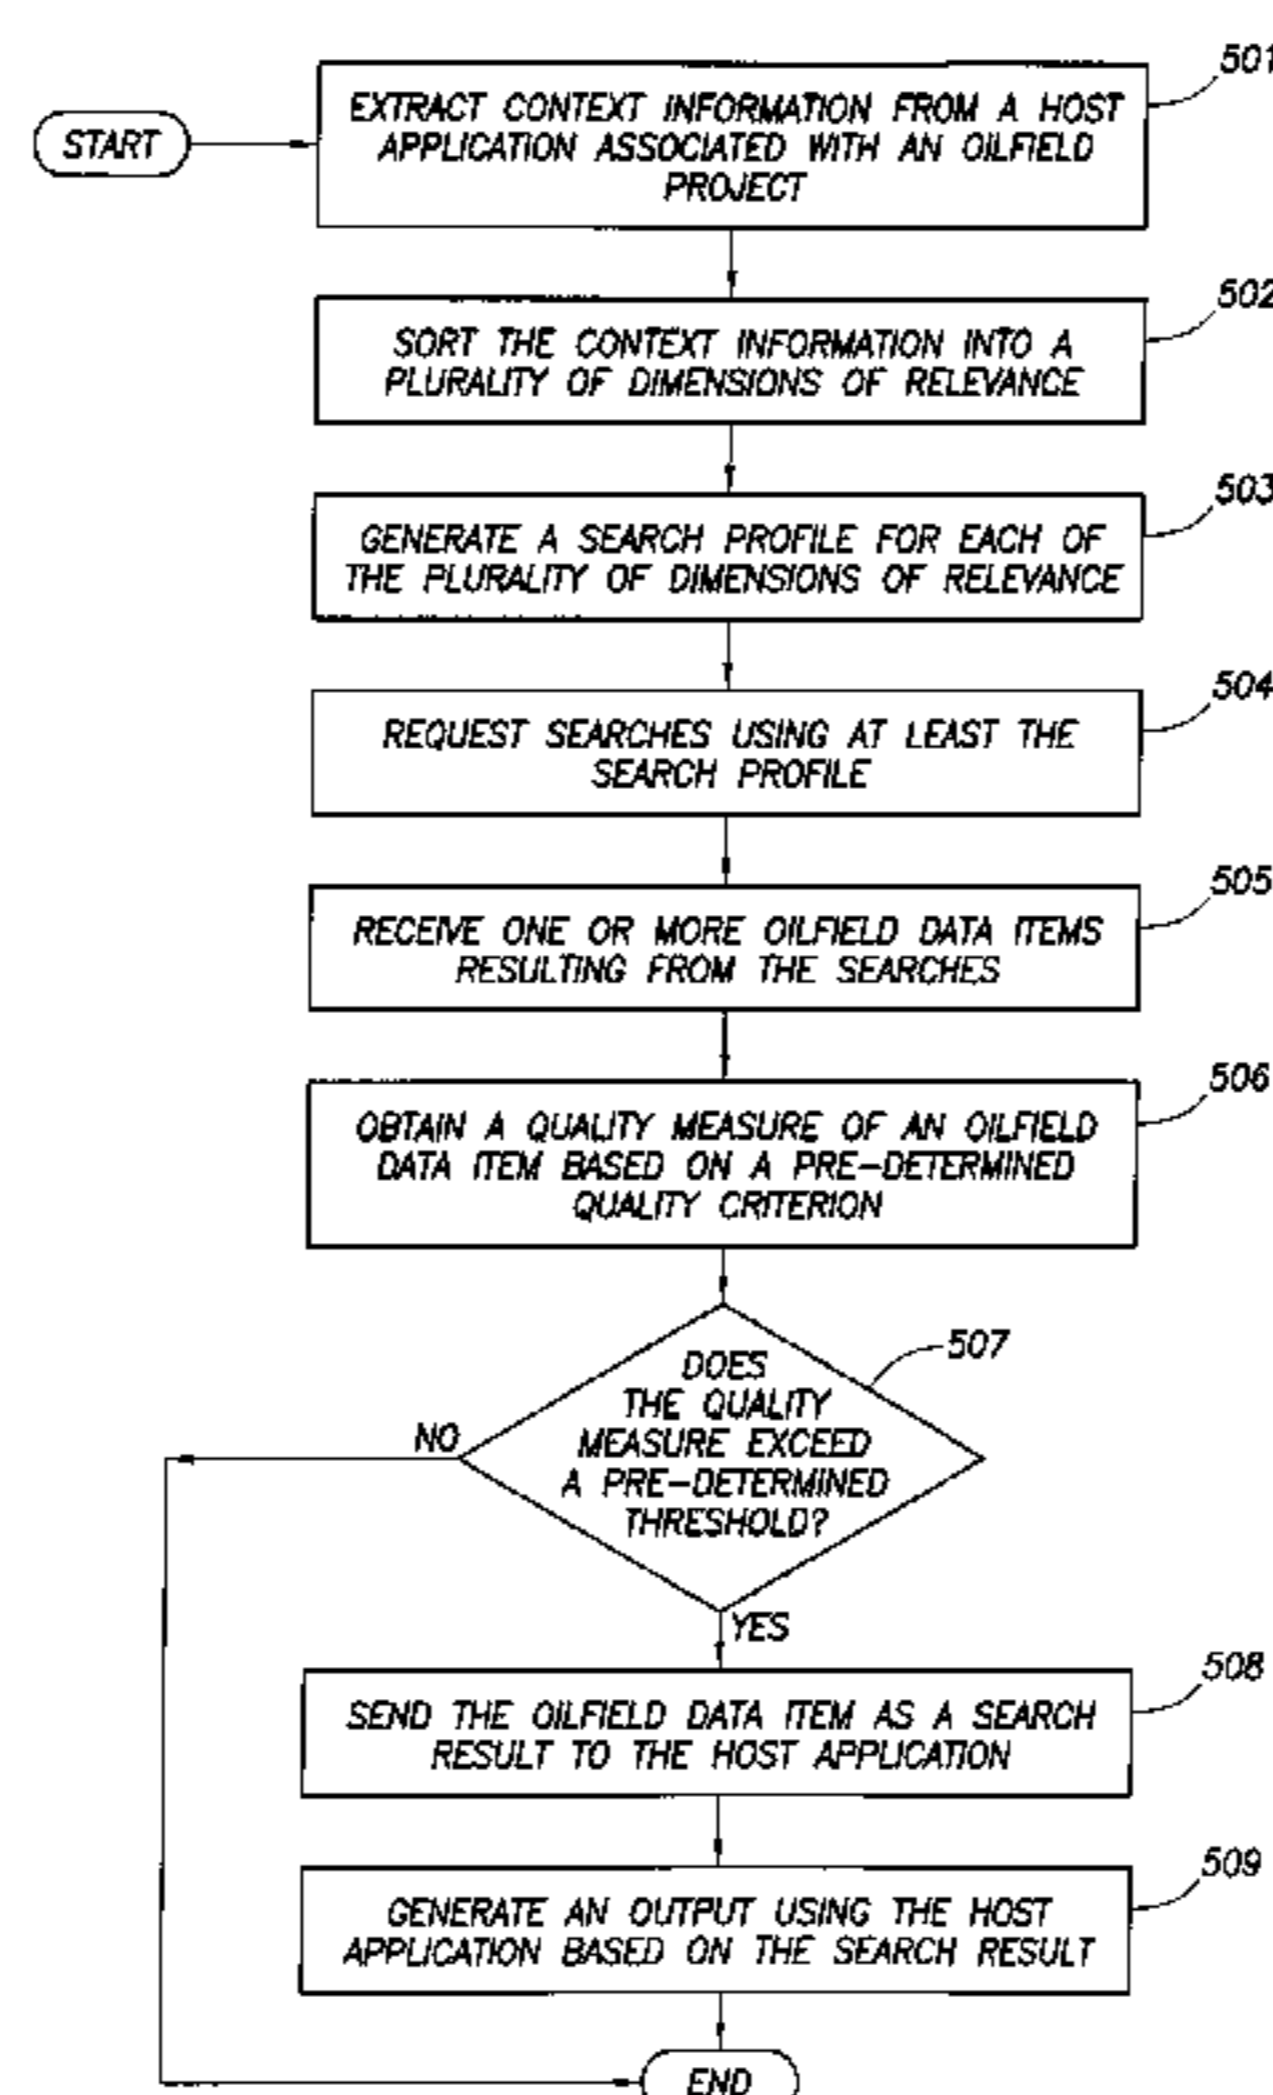 501
START
EXTRACT CONTEXT INFORMATION FROM A HOST
APPLICATION ASSOCIATED WITH AN OILFIELD
PROJECT
502
SORT THE CONTEXT INFORMATION INTO A
PLURALITY OF DIMENSIONS OF RELEVANCE
503
GENERATE A SEARCH PROFILE FOR EACH OF
THE PLURALITY OF DIMENSIONS OF RELEVANCE
504
REQUEST SEARCHES USING AT LEAST THE
SEARCH PROFILE
505
RECEIVE ONE OR MORE OILFIELD DATA ITEMS
RESULTING FROM THE SEARCHES
506
OBTAIN A QUALITY MEASURE OF AN OILFIELD
DATA ITEM BASED ON A PRE-DETERMINED
QUALITY CRITERION
507
DOES
THE QUALITY
MEASURE EXCEED
A PRE-DETERMINED
THRESHOLD?
NO
YES
508
SEND THE OILFIELD DATA ITEM AS A SEARCH
RESULT TO THE HOST APPLICATION
509
GENERATE AN OUTPUT USING THE HOST
APPLICATION BASED ON THE SEARCH RESULT
END